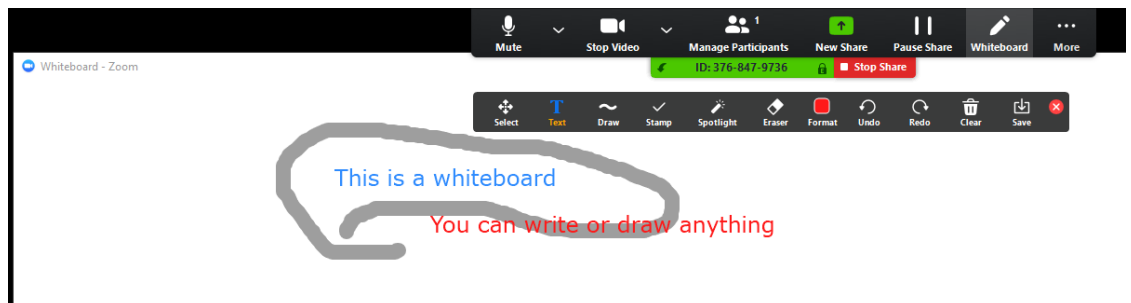 1
Mute Stop Video Manage Participants New Share Pause Share Whiteboard More
Whiteboard - Zoom
ID: 376-847-9736 Stop Share
Select Text Draw Stamp Spotlight Eraser Format Undo Redo Clear Save
This is a whiteboard
You can write or draw anything